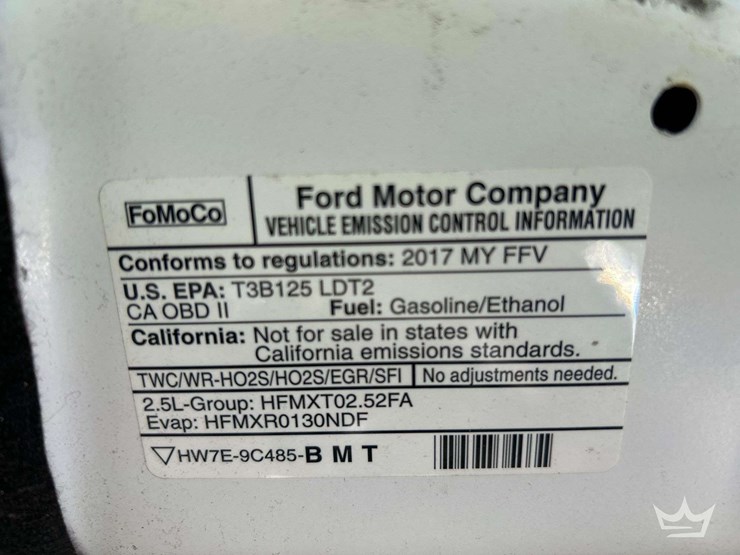 FoMoCo
Ford Motor Company
VEHICLE EMISSION CONTROL INFORMATION
Conforms to regulations: 2017 MY FFV
U.S. EPA: T3B125 LDT2
CA OBD II Fuel: Gasoline/Ethanol
California: Not for sale in states with
California emissions standards.
TWC/WR-HO2S/HO2S/EGR/SFI No adjustments needed.
2.5L-Group: HFMXT02.52FA
Evap: HFMXR0130NDF
HW7E-9C485-B M T